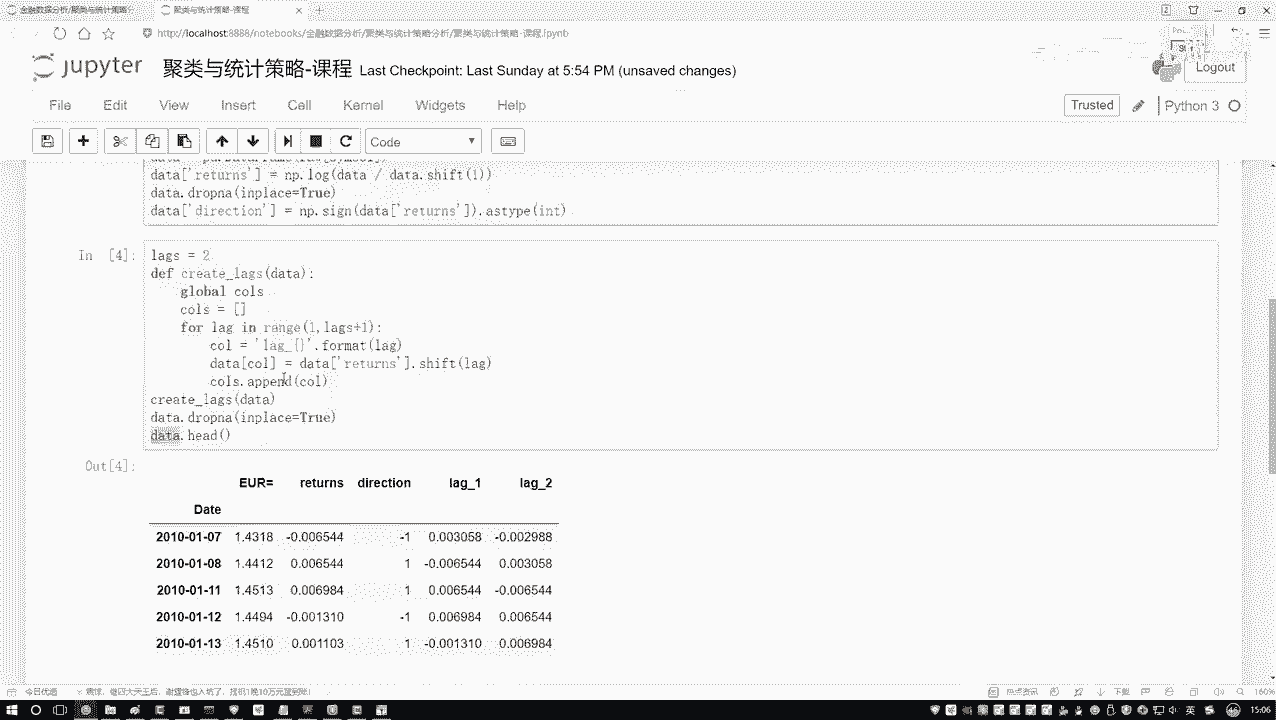 金融数据分析/聚类与统计策略分
聚类与统计策略-课程
http://localhost:8888/notebooks/金融数据分析/聚类与统计策略分析/聚类与统计策略-课程.ipynb
jupyter 聚类与统计策略-课程 Last Checkpoint: Last Sunday at 5:54 PM (unsaved changes)
Logout
File Edit View Insert Cell Kernel Widgets Help
Trusted Python 3
Code
data['returns'] = np.log(data / data.shift(1))
data.dropna(inplace=True)
data['direction'] = np.sign(data['returns']).astype(int)
In [4]:
lags = 2
def create_lags(data):
global cols
cols = []
for lag in range(1,lags+1):
col = 'lag_{}'.format(lag)
data[col] = data['returns'].shift(lag)
cols.append(col)
create_lags(data)
data.dropna(inplace=True)
data.head()
Out[4]:
EUR= returns direction lag_1 lag_2
Date
2010-01-07 1.4318 -0.006544 -1 0.003058 -0.002988
2010-01-08 1.4412 0.006544 1 -0.006544 0.003058
2010-01-11 1.4513 0.006984 1 0.006544 -0.006544
2010-01-12 1.4494 -0.001310 -1 0.006984 0.006544
2010-01-13 1.4510 0.001103 1 -0.001310 0.006984
今日优选
热点资讯 下载 160%
英 15:06